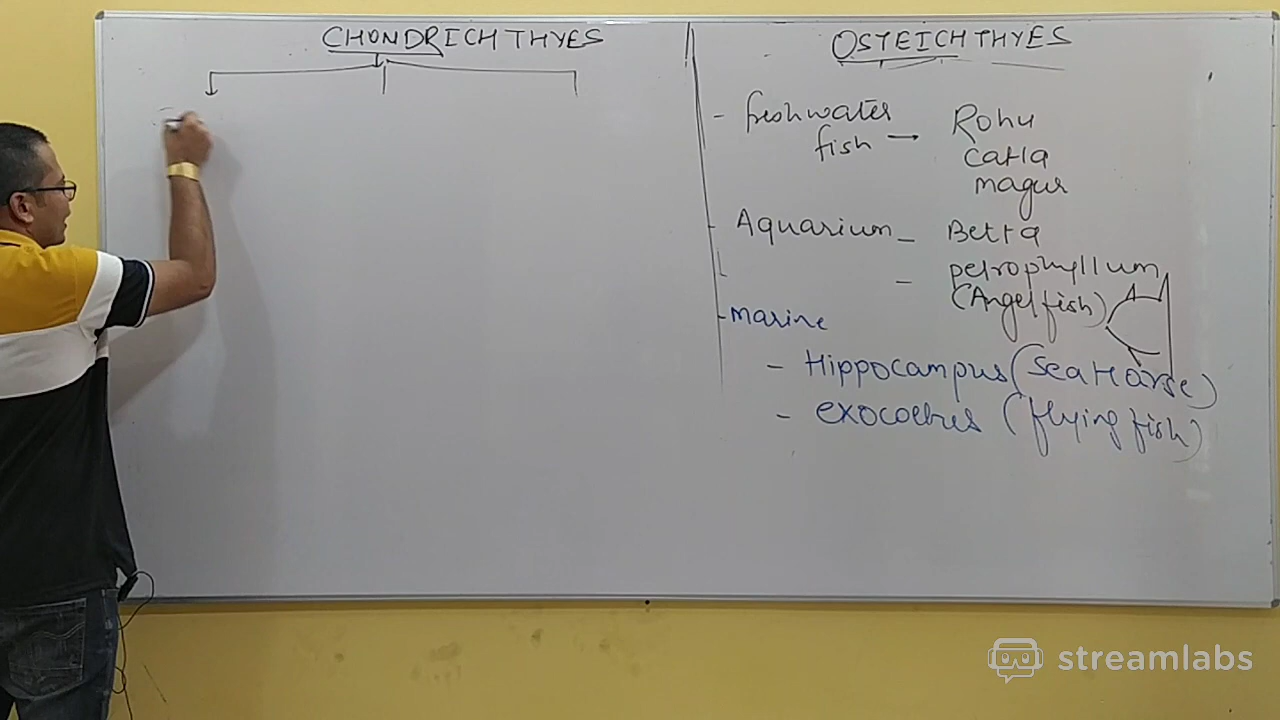 CHONDRICHTHYES
OSTEICHTHYES
- freshwater
fish - Rohu
catla
magur
- Aquarium - Betta
- petrophyllum
(Angel fish)
- marine
- Hippocampus (Sea Horse)
- exocoetus (flying fish)
streamlabs